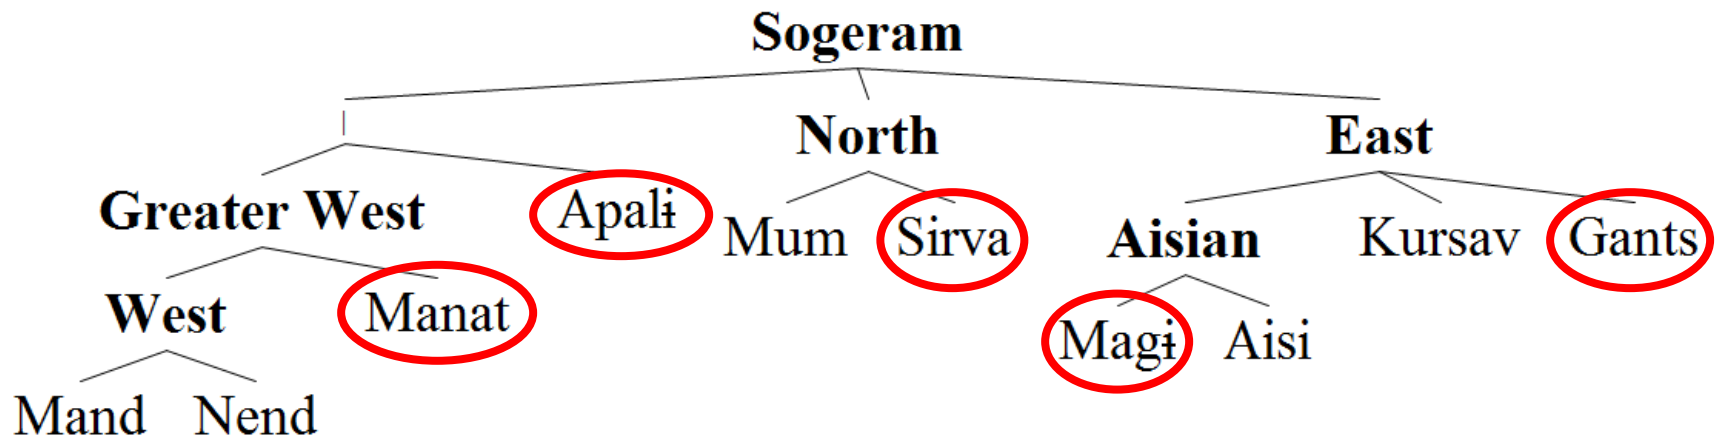 Sogeram
North East
Greater West Apalɨ Mum Sirva Aisian Kursav Gants
West Manat Magɨ Aisi
Mand Nend